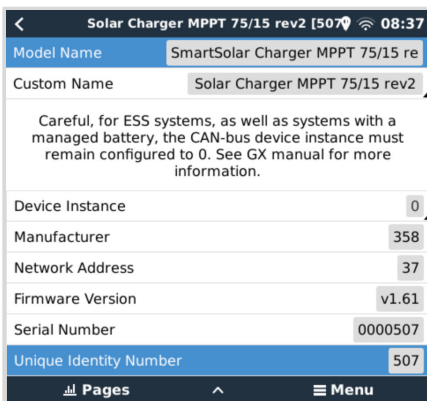 Solar Charger MPPT 75/15 rev2 [507 08:37
Model Name SmartSolar Charger MPPT 75/15 re
Custom Name Solar Charger MPPT 75/15 rev2
Careful, for ESS systems, as well as systems with a
managed battery, the CAN-bus device instance must
remain configured to 0. See GX manual for more
information.
Device Instance 0
Manufacturer 358
Network Address 37
Firmware Version v1.61
Serial Number 0000507
Unique Identity Number 507
Pages Menu